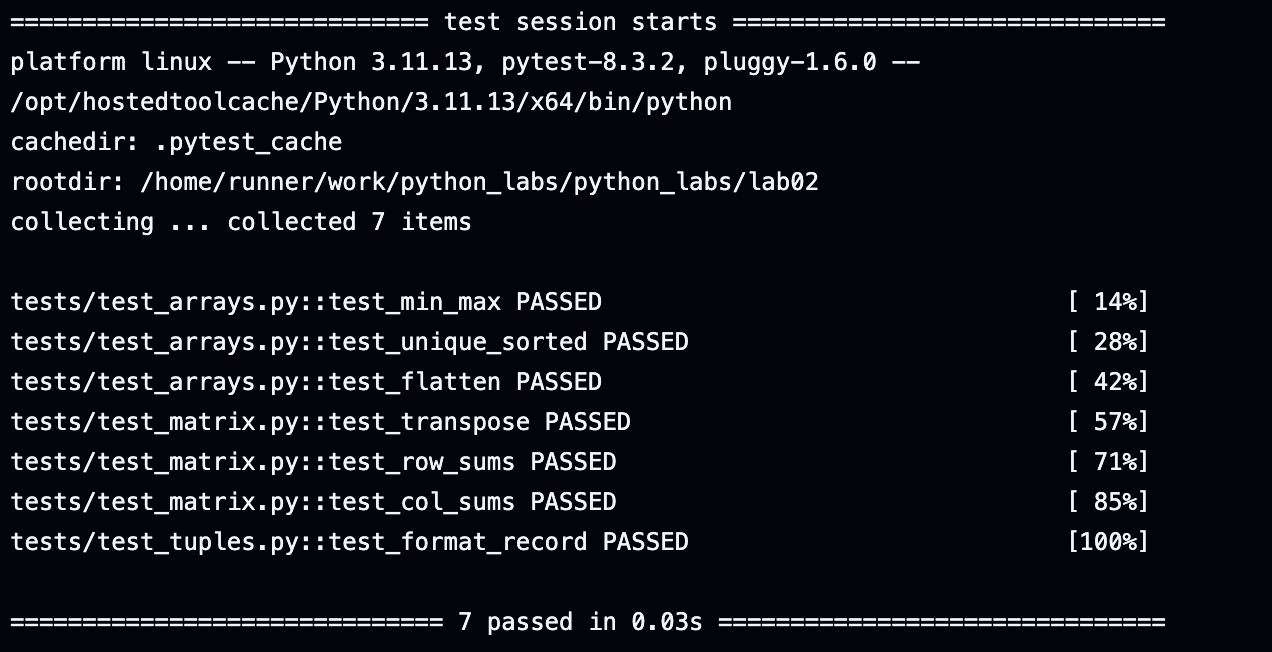 ============================= test session starts ==============================
platform linux -- Python 3.11.13, pytest-8.3.2, pluggy-1.6.0 --
/opt/hostedtoolcache/Python/3.11.13/x64/bin/python
cachedir: .pytest_cache
rootdir: /home/runner/work/python_labs/python_labs/lab02
collecting ... collected 7 items
tests/test_arrays.py::test_min_max PASSED                                [ 14%]
tests/test_arrays.py::test_unique_sorted PASSED                          [ 28%]
tests/test_arrays.py::test_flatten PASSED                                [ 42%]
tests/test_matrix.py::test_transpose PASSED                              [ 57%]
tests/test_matrix.py::test_row_sums PASSED                               [ 71%]
tests/test_matrix.py::test_col_sums PASSED                               [ 85%]
tests/test_tuples.py::test_format_record PASSED                          [100%]
============================== 7 passed in 0.03s ===============================